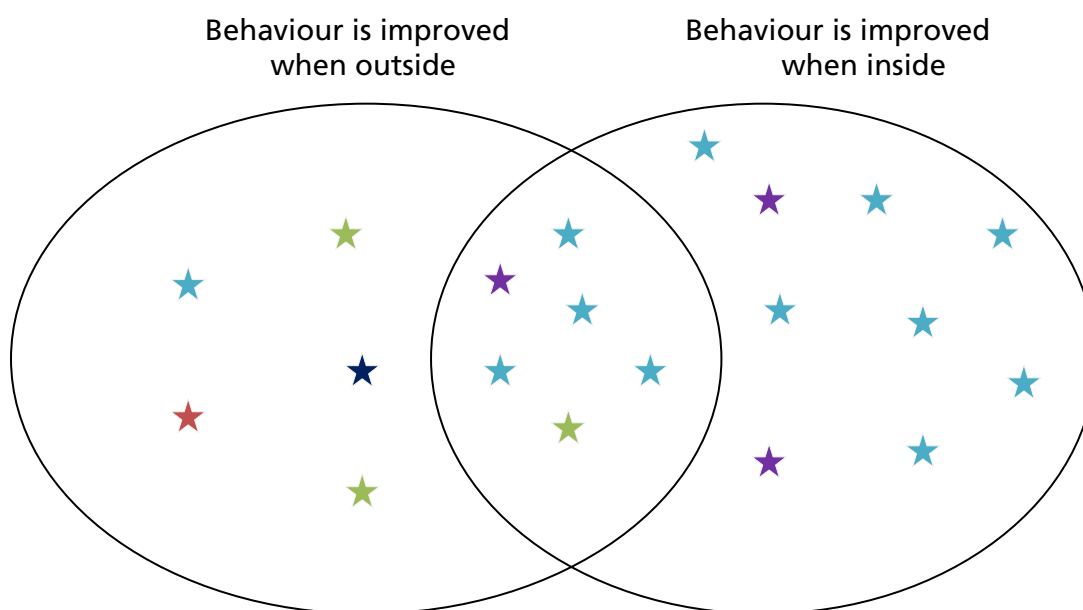 Behaviour is improved
when outside
Behaviour is improved
when inside